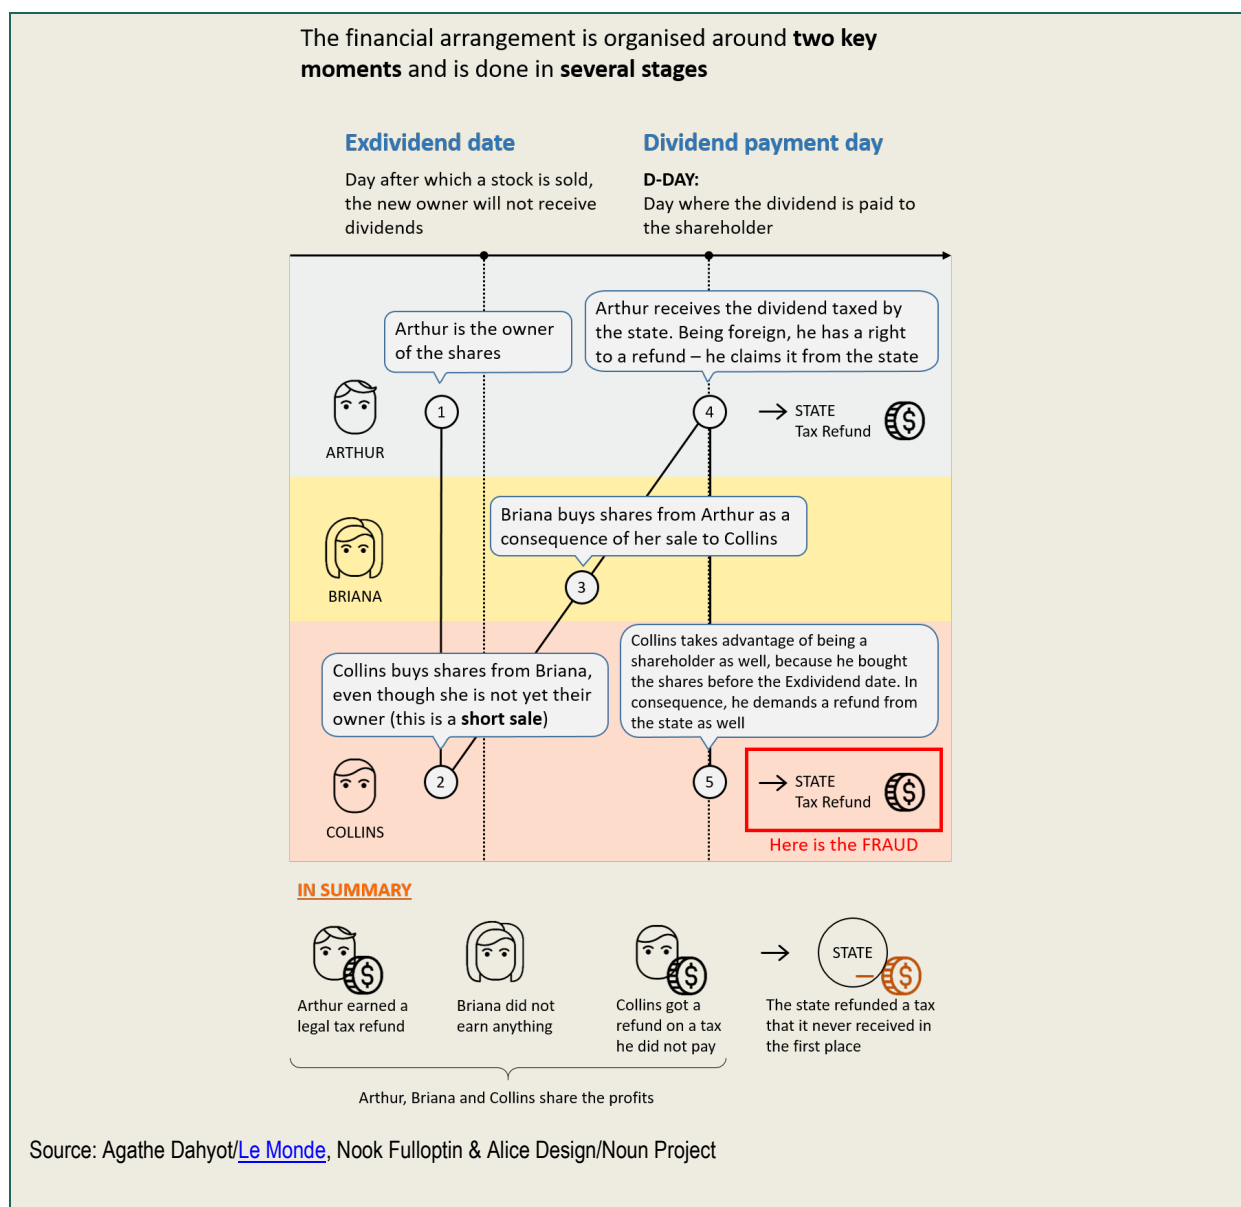 The financial arrangement is organised around two key
moments and is done in several stages
Exdividend date
Day after which a stock is sold,
the new owner will not receive
dividends
Dividend payment day
D-DAY:
Day where the dividend is paid to
the shareholder
Arthur is the owner
of the shares
Arthur receives the dividend taxed by
the state. Being foreign, he has a right
to a refund – he claims it from the state
ARTHUR
1
4
STATE
Tax Refund
Briana buys shares from Arthur as a
consequence of her sale to Collins
BRIANA
3
Collins buys shares from Briana,
even though she is not yet their
owner (this is a short sale)
Collins takes advantage of being a
shareholder as well, because he bought
the shares before the Exdividend date. In
consequence, he demands a refund from
the state as well
COLLINS
2
5
STATE
Tax Refund
Here is the FRAUD
IN SUMMARY
Arthur earned a
legal tax refund
Briana did not
earn anything
Collins got a
refund on a tax
he did not pay
STATE
The state refunded a tax
that it never received in
the first place
Arthur, Briana and Collins share the profits
Source: Agathe Dahyot/Le Monde, Nook Fulloptin & Alice Design/Noun Project